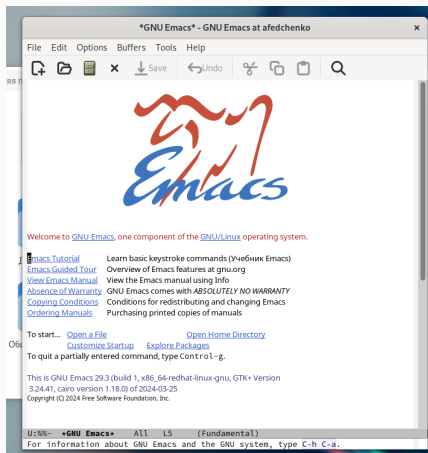 *GNU Emacs* - GNU Emacs at afedchenko
File Edit Options Buffers Tools Help
Save Undo
Emacs
Welcome to GNU Emacs, one component of the GNU/Linux operating system.
Emacs Tutorial Learn basic keystroke commands (Учебник Emacs)
Emacs Guided Tour Overview of Emacs features at gnu.org
View Emacs Manual View the Emacs manual using Info
Absence of Warranty GNU Emacs comes with ABSOLUTELY NO WARRANTY
Copying Conditions Conditions for redistributing and changing Emacs
Ordering Manuals Purchasing printed copies of manuals
To start... Open a File Open Home Directory
Customize Startup Explore Packages
To quit a partially entered command, type Control-g.
This is GNU Emacs 29.3 (build 1, x86_64-redhat-linux-gnu, GTK+ Version
3.24.41, cairo version 1.18.0) of 2024-03-25
Copyright (C) 2024 Free Software Foundation, Inc.
U:%%- *GNU Emacs* All L5 (Fundamental)
For information about GNU Emacs and the GNU system, type C-h C-a.